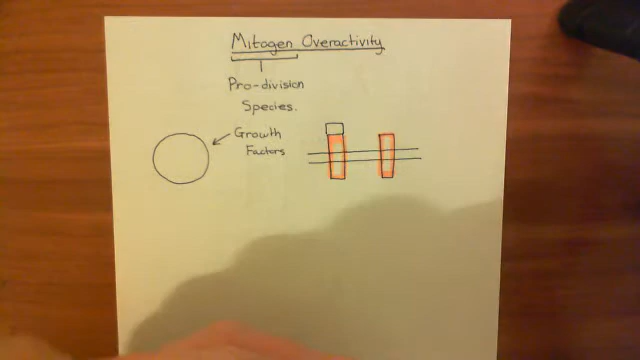 Mitogen Overactivity
Pro-division
Species.
Growth
Factors